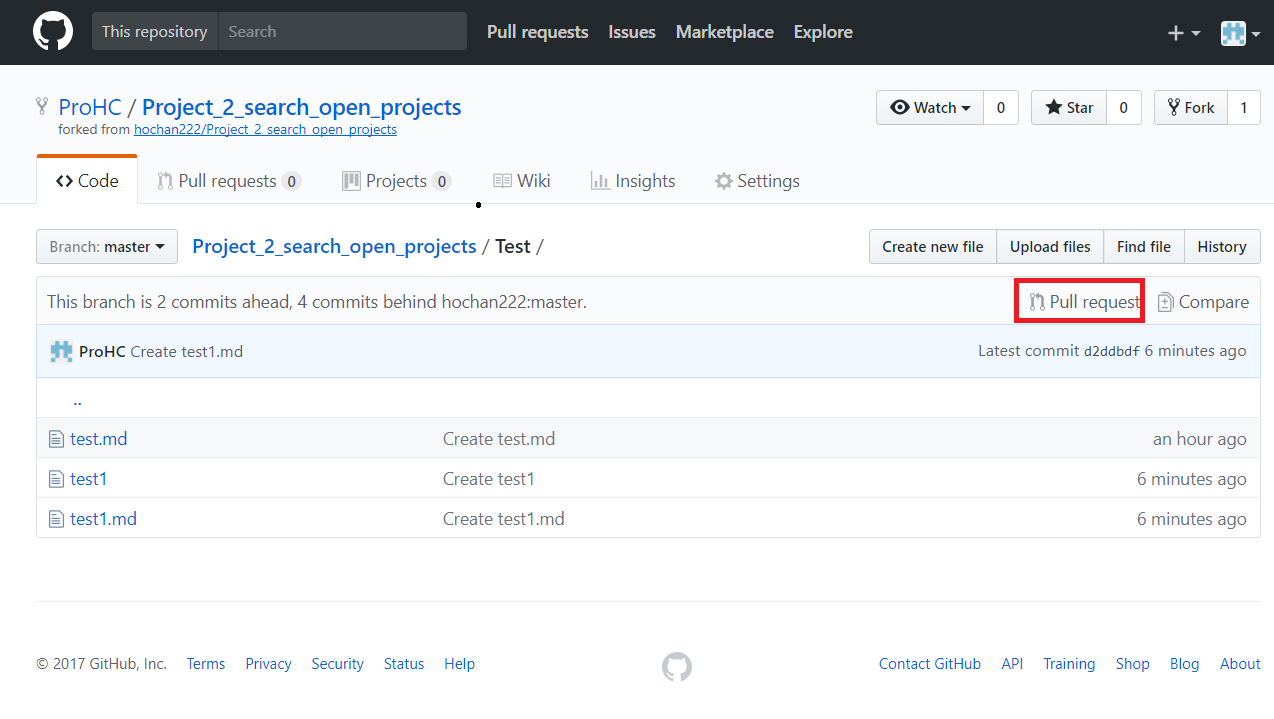 This repository Search Pull requests Issues Marketplace Explore
ProHC / Project_2_search_open_projects
Watch 0 Star 0 Fork 1
forked from hochan222/Project_2_search_open_projects
Code Pull requests 0 Projects 0 Wiki Insights Settings
Branch: master Project_2_search_open_projects / Test / Create new file Upload files Find file History
This branch is 2 commits ahead, 4 commits behind hochan222:master. Pull request Compare
ProHC Create test1.md Latest commit d2ddbdf 6 minutes ago
..
test.md Create test.md an hour ago
test1 Create test1 6 minutes ago
test1.md Create test1.md 6 minutes ago
© 2017 GitHub, Inc. Terms Privacy Security Status Help Contact GitHub API Training Shop Blog About